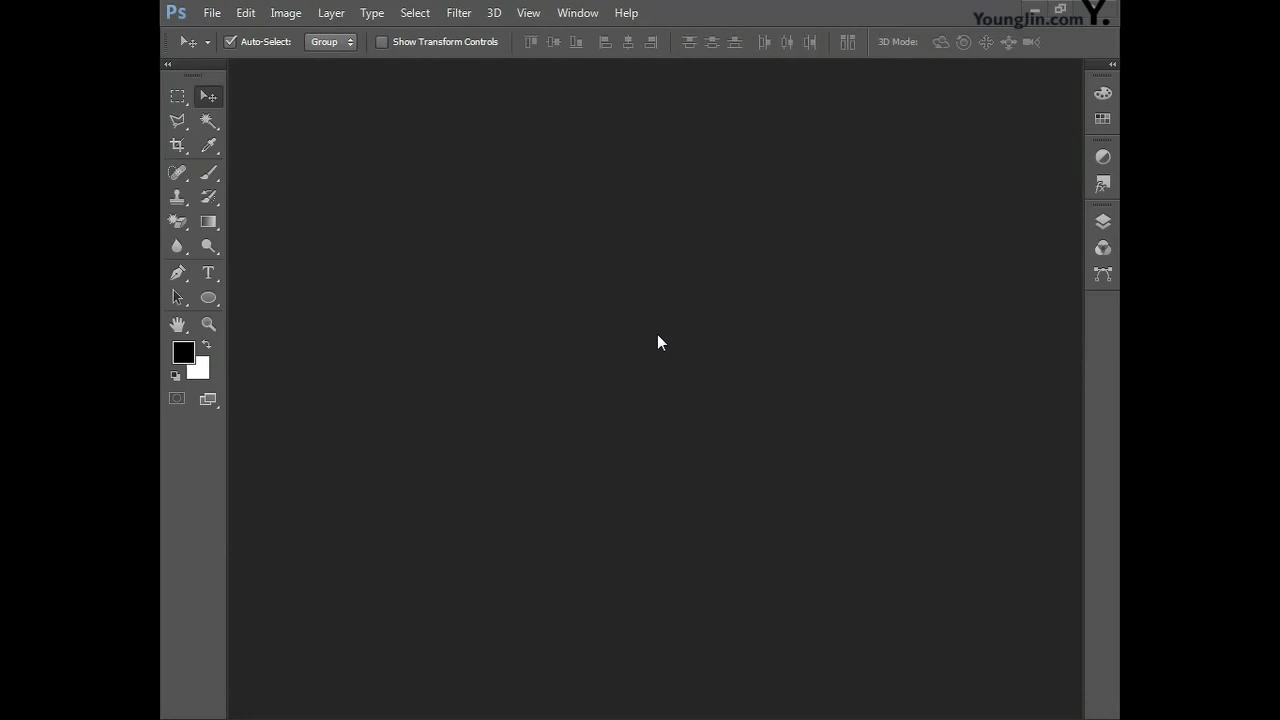 Ps File Edit Image Layer Type Select Filter 3D View Window Help
YoungJin.com Y.
Auto-Select: Group Show Transform Controls 3D Mode:
T